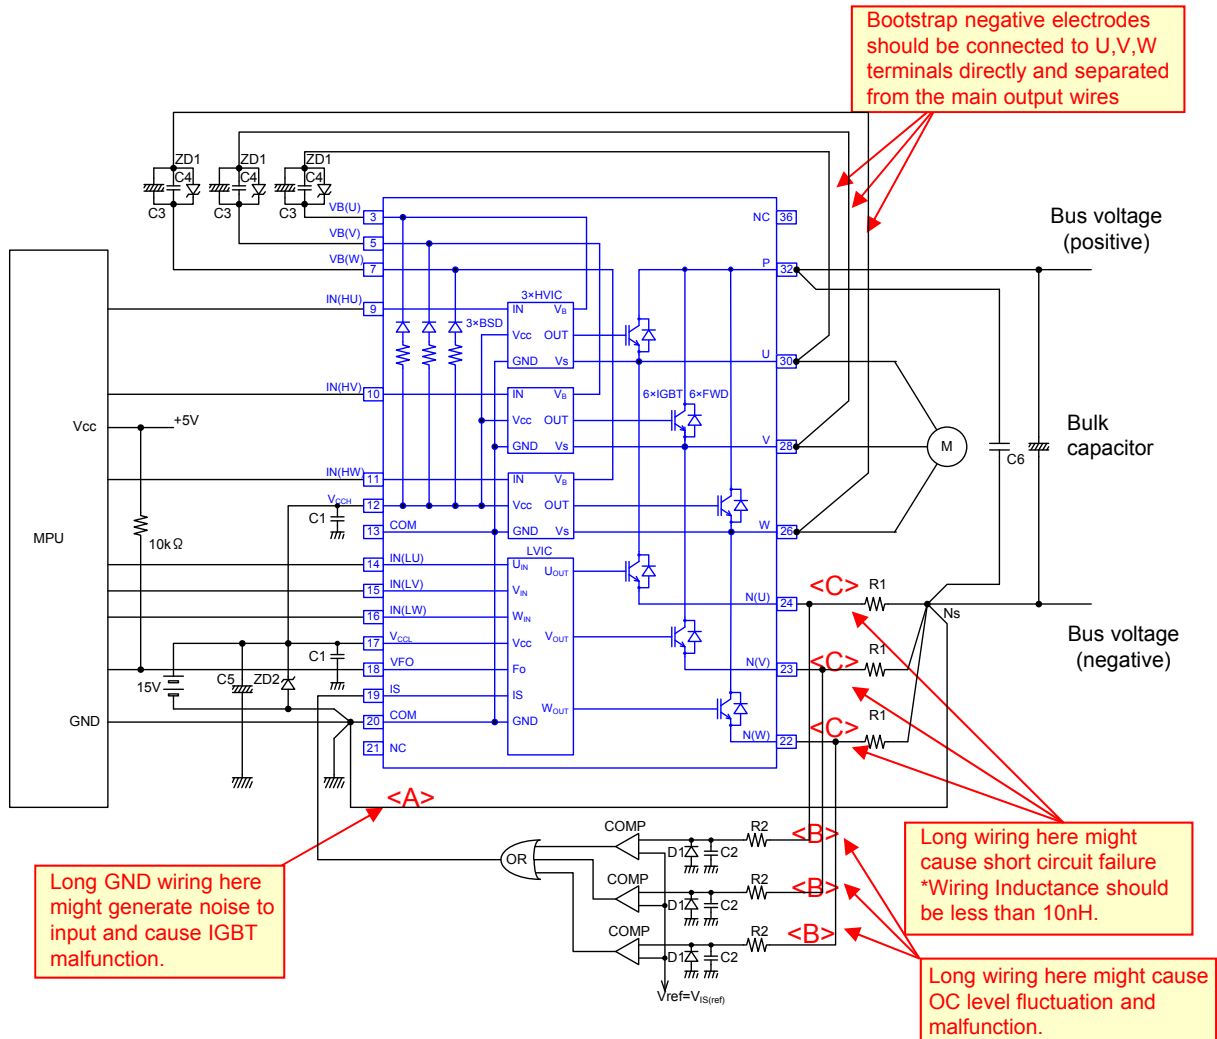 Bootstrap negative electrodes
should be connected to U,V,W
terminals directly and separated
from the main output wires
ZD1
ZD1
ZD1
C4
C4
C4
C3
C3
C3
VB(U)
3
VB(V)
5
VB(W)
7
NC
36
Bus voltage
(positive)
P
32
IN(HU)
9
3×HVIC
3×BSD
IN
VB
Vcc
OUT
GND
Vs
U
30
IN(HV)
10
IN
VB
Vcc
OUT
GND
Vs
6×IGBT
6×FWD
V
28
Vcc
+5V
M
C6
Bulk
capacitor
IN(HW)
11
IN
VB
VCCH
12
Vcc
OUT
C1
13
COM
GND
Vs
W
26
MPU
10kΩ
LVIC
14
IN(LU)
UIN
UOUT
15
IN(LV)
VIN
16
IN(LW)
WIN
17
VCCL
Vcc
VOUT
18
VFO
Fo
C1
19
IS
IS
15V
C5
ZD2
WOUT
GND
20
COM
GND
21
NC
N(U)
24
<C>
R1
Ns
Bus voltage
(negative)
N(V)
23
<C>
R1
N(W)
22
<C>
R1
<A>
Long GND wiring here
might generate noise to
input and cause IGBT
malfunction.
OR
COMP
D1
C2
R2
<B>
COMP
D1
C2
R2
<B>
COMP
D1
C2
R2
<B>
Vref=VIS(ref)
Long wiring here might
cause short circuit failure
*Wiring Inductance should
be less than 10nH.
Long wiring here might cause
OC level fluctuation and
malfunction.